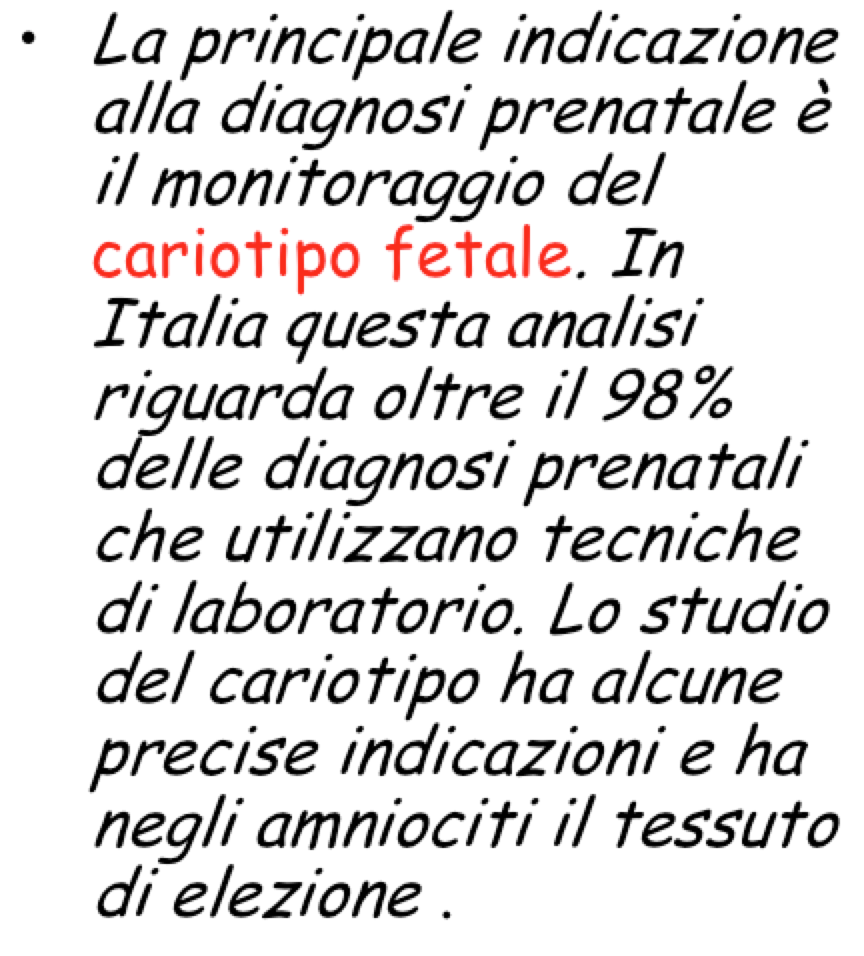 • La principale indicazione
alla diagnosi prenatale è
il monitoraggio del
cariotipo fetale. In
Italia questa analisi
riguarda oltre il 98%
delle diagnosi prenatali
che utilizzano tecniche
di laboratorio. Lo studio
del cariotipo ha alcune
precise indicazioni e ha
negli amniociti il tessuto
di elezione .